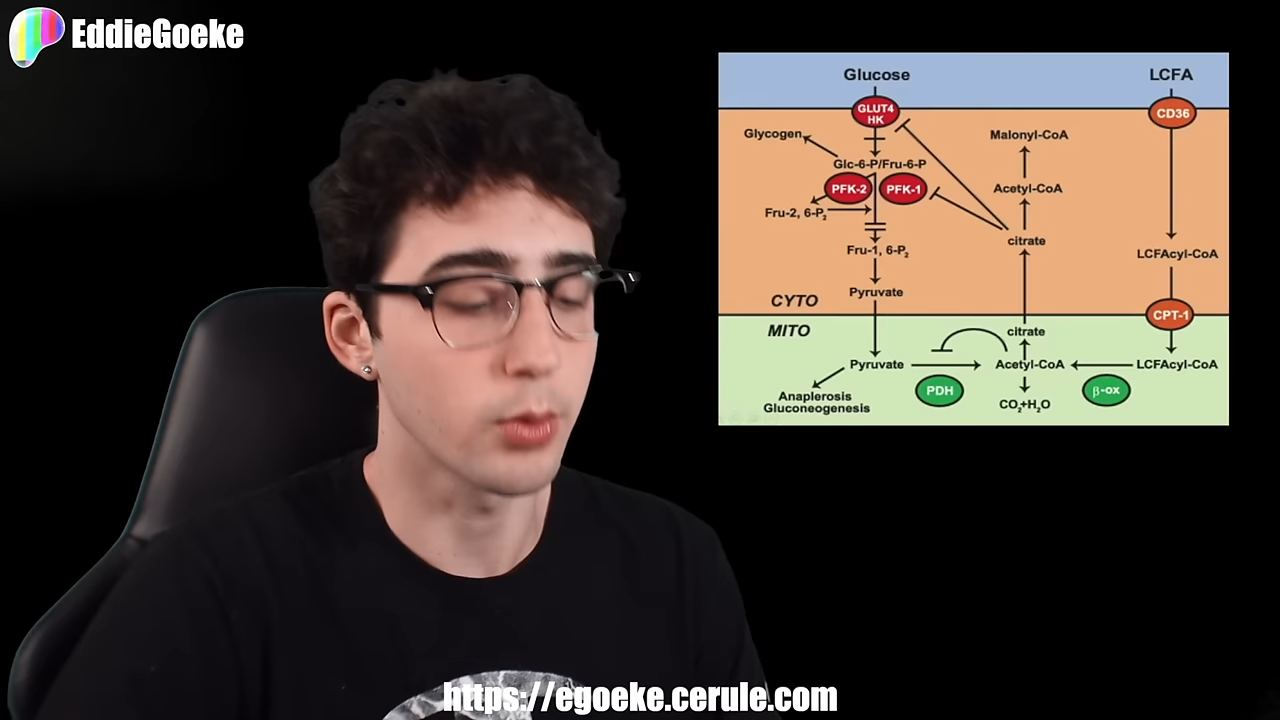 EddieGoeke
Glucose
LCFA
GLUT4
HK
CD36
Glycogen
Malonyl-CoA
Glc-6-P/Fru-6-P
PFK-2
PFK-1
Acetyl-CoA
Fru-2, 6-P₂
citrate
Fru-1, 6-P₂
LCFAcyl-CoA
Pyruvate
CYTO
CPT-1
MITO
citrate
Pyruvate
Acetyl-CoA
LCFAcyl-CoA
PDH
β-ox
Anaplerosis
Gluconeogenesis
CO₂+H₂O
https://egoeke.cerule.com